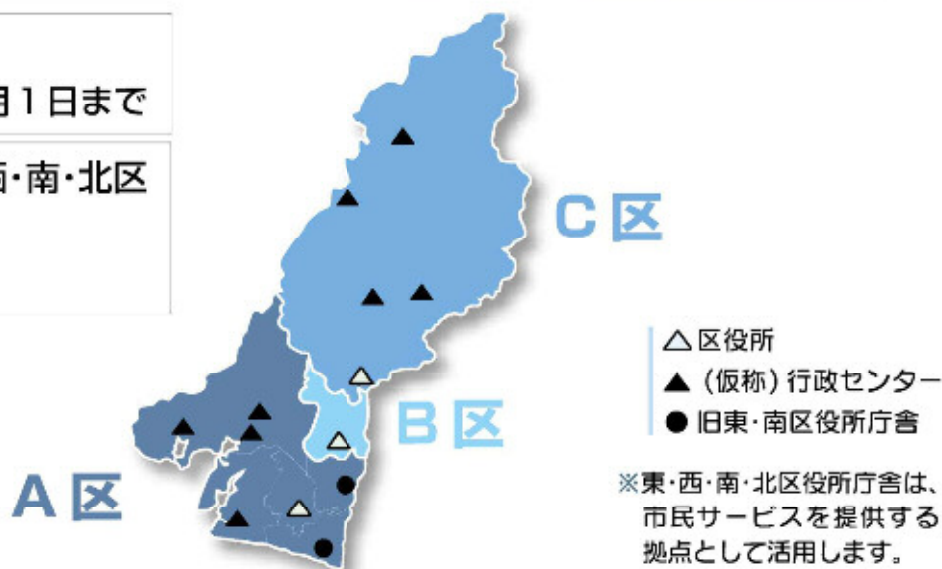 月１日まで
西・南・北区
C区
B区
A区
△区役所
▲（仮称）行政センター
●旧東・南区役所庁舎
※東・西・南・北区役所庁舎は、
市民サービスを提供する
拠点として活用します。